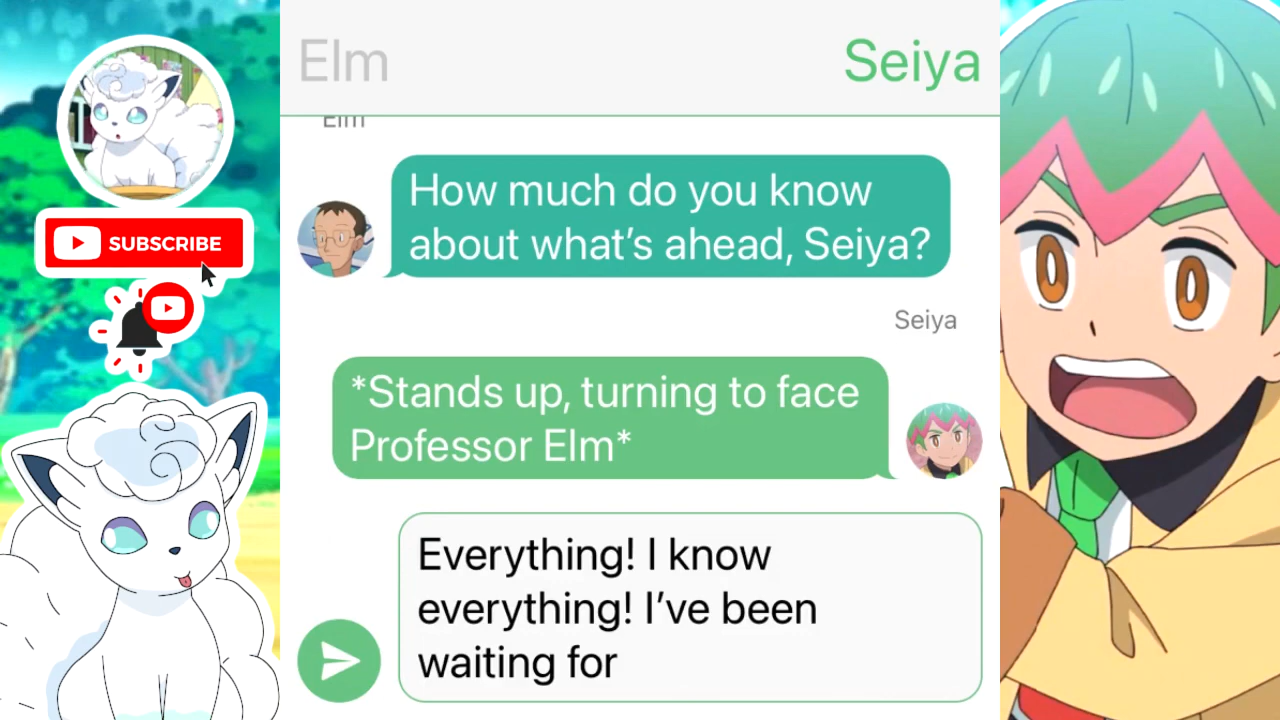 Elm
Seiya
Elm
How much do you know
about what’s ahead, Seiya?
Seiya
*Stands up, turning to face
Professor Elm*
Everything! I know
everything! I’ve been
waiting for
SUBSCRIBE